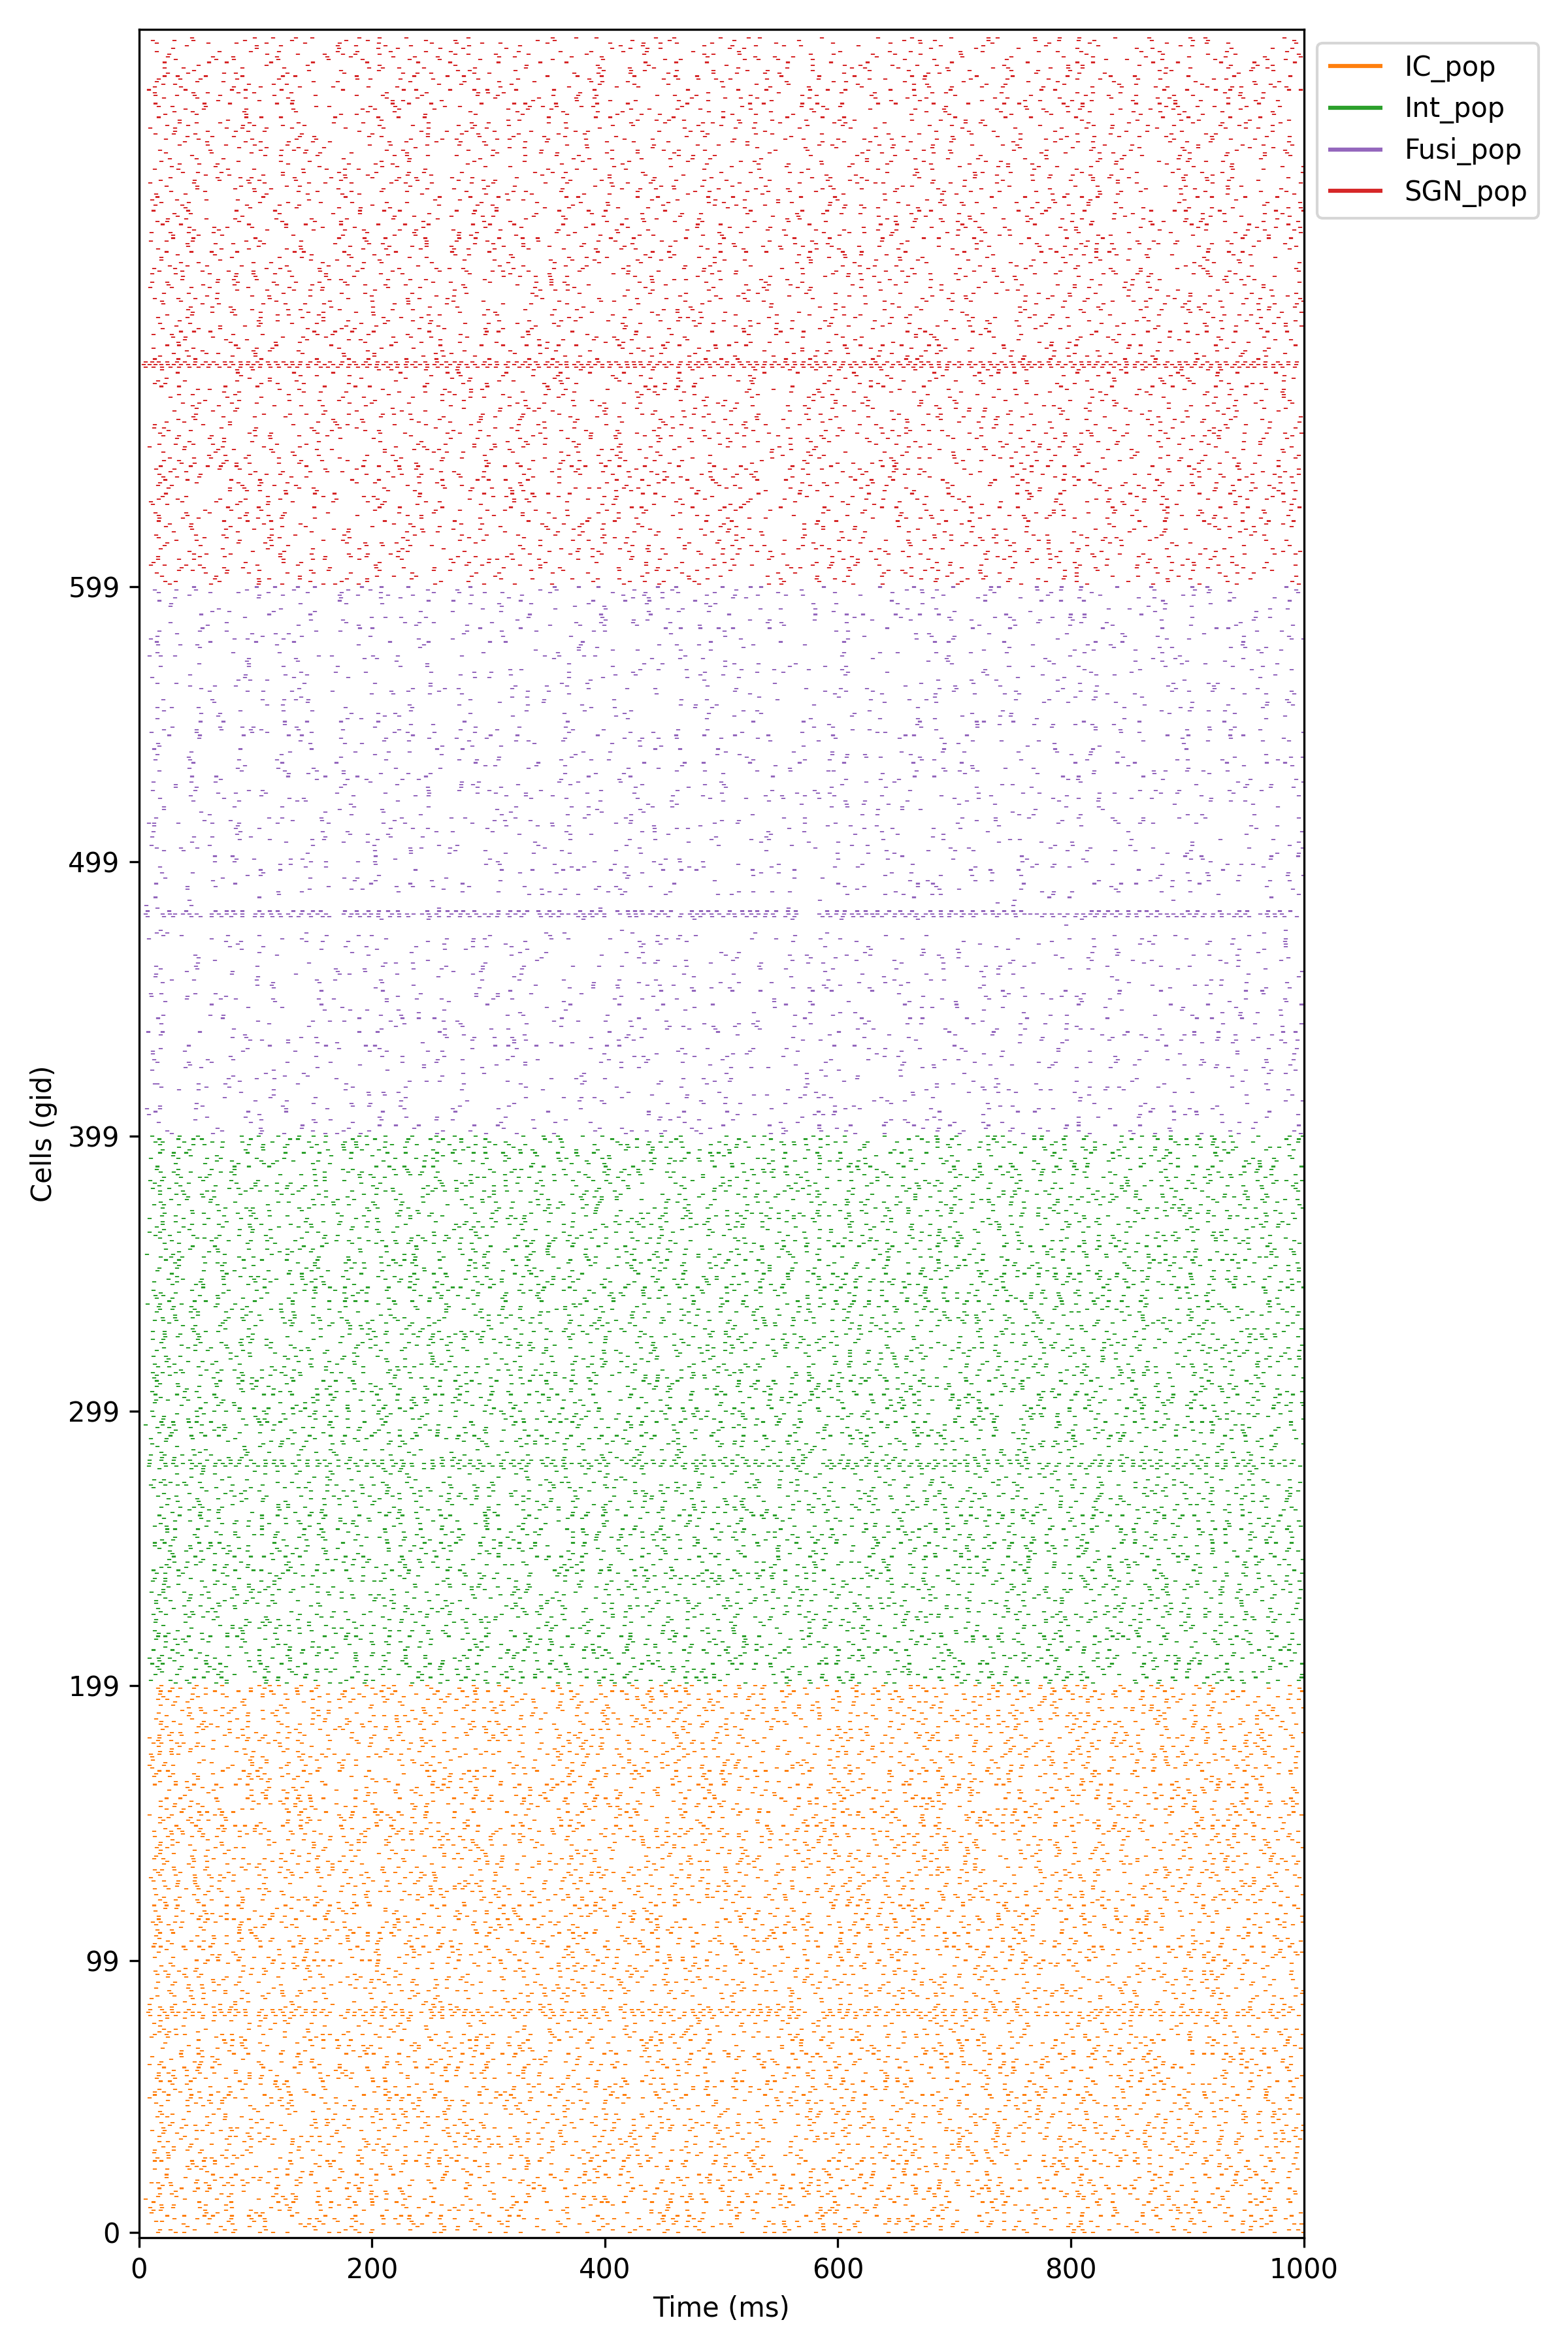 IC_pop
Int_pop
Fusi_pop
SGN_pop
599
499
399
299
199
99
0
Cells (gid)
0 200 400 600 800 1000
Time (ms)